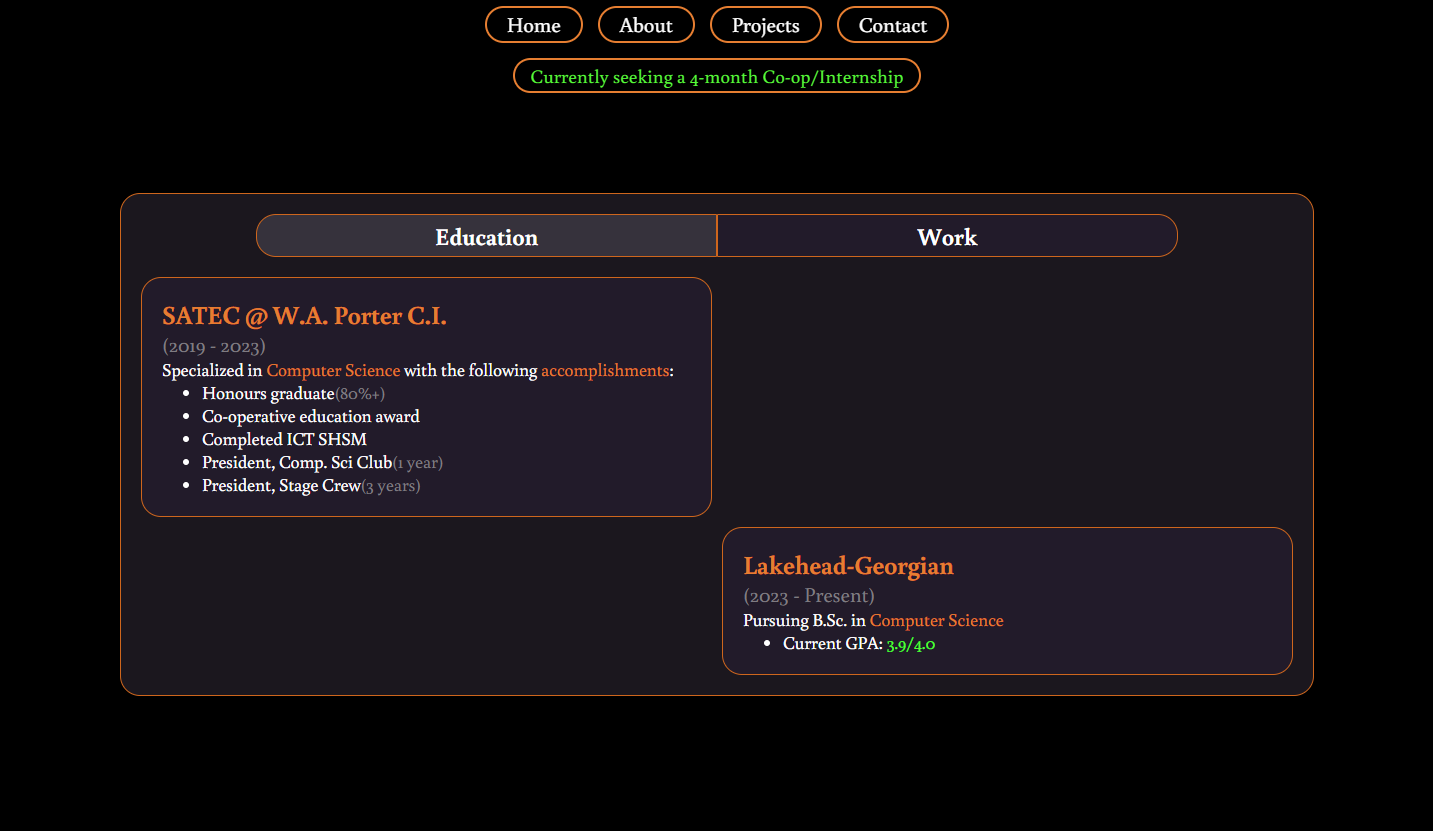 Home About Projects Contact
Currently seeking a 4-month Co-op/Internship
Education Work
SATEC @ W.A. Porter C.I.
(2019 - 2023)
Specialized in Computer Science with the following accomplishments:
• Honours graduate(80%+)
• Co-operative education award
• Completed ICT SHSM
• President, Comp. Sci Club(1 year)
• President, Stage Crew(3 years)
Lakehead-Georgian
(2023 - Present)
Pursuing B.Sc. in Computer Science
• Current GPA: 3.9/4.0